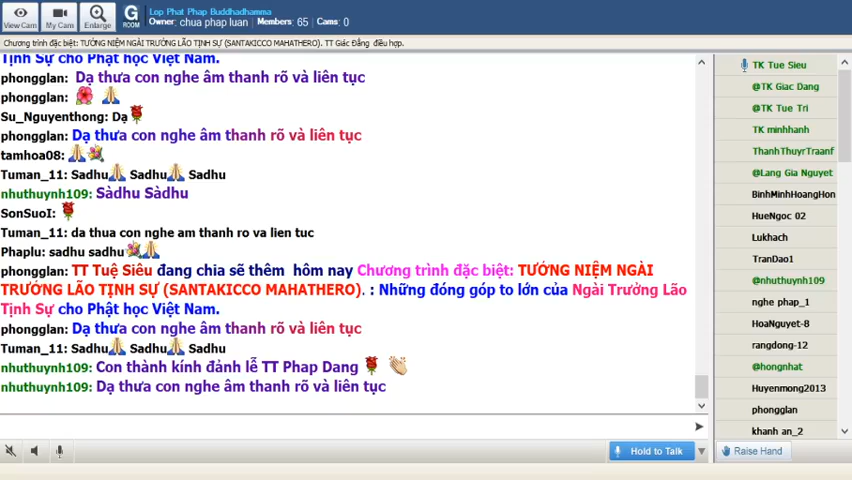 View Cam
My Cam
Enlarge
G ROOM
Lop Phat Phap Buddhadhamma
Owner: chua phap luan Members: 65 Cams: 0
Chương trình đặc biệt: TƯỞNG NIỆM NGÀI TRƯỞNG LÃO TỊNH SỰ (SANTAKICCO MAHATHERO). TT Giác Đẳng điều hợp.
Tịnh Sự cho Phật học Việt Nam.
phongglan: Dạ thưa con nghe âm thanh rõ và liên tục
phongglan:
Su_Nguyenthong: Dạ
phongglan: Dạ thưa con nghe âm thanh rõ và liên tục
tamhoa08:
Tuman_11: Sadhu Sadhu Sadhu
nhuthuynh109: Sàdhu Sàdhu
SonSuoI:
Tuman_11: da thua con nghe am thanh ro va lien tuc
Phaplu: sadhu sadhu
phongglan: TT Tuệ Siêu đang chia sẽ thêm hôm nay Chương trình đặc biệt: TƯỞNG NIỆM NGÀI
TRƯỞNG LÃO TỊNH SỰ (SANTAKICCO MAHATHERO). : Những đóng góp to lớn của Ngài Trưởng Lão
Tịnh Sự cho Phật học Việt Nam.
phongglan: Dạ thưa con nghe âm thanh rõ và liên tục
Tuman_11: Sadhu Sadhu Sadhu
nhuthuynh109: Con thành kính đảnh lễ TT Phap Dang
nhuthuynh109: Dạ thưa con nghe âm thanh rõ và liên tục
Hold to Talk
TK Tue Sieu
@TK Giac Dang
@TK Tue Tri
TK minhhanh
ThanhThuyrTraanf
@Lang Gia Nguyet
BinhMinhHoangHon
HueNgoc 02
Lukhach
TranDao1
@nhuthuynh109
nghe phap_1
HoaNguyet-8
rangdong-12
@hongnhat
Huyenmong2013
phongglan
khanh an_2
Raise Hand